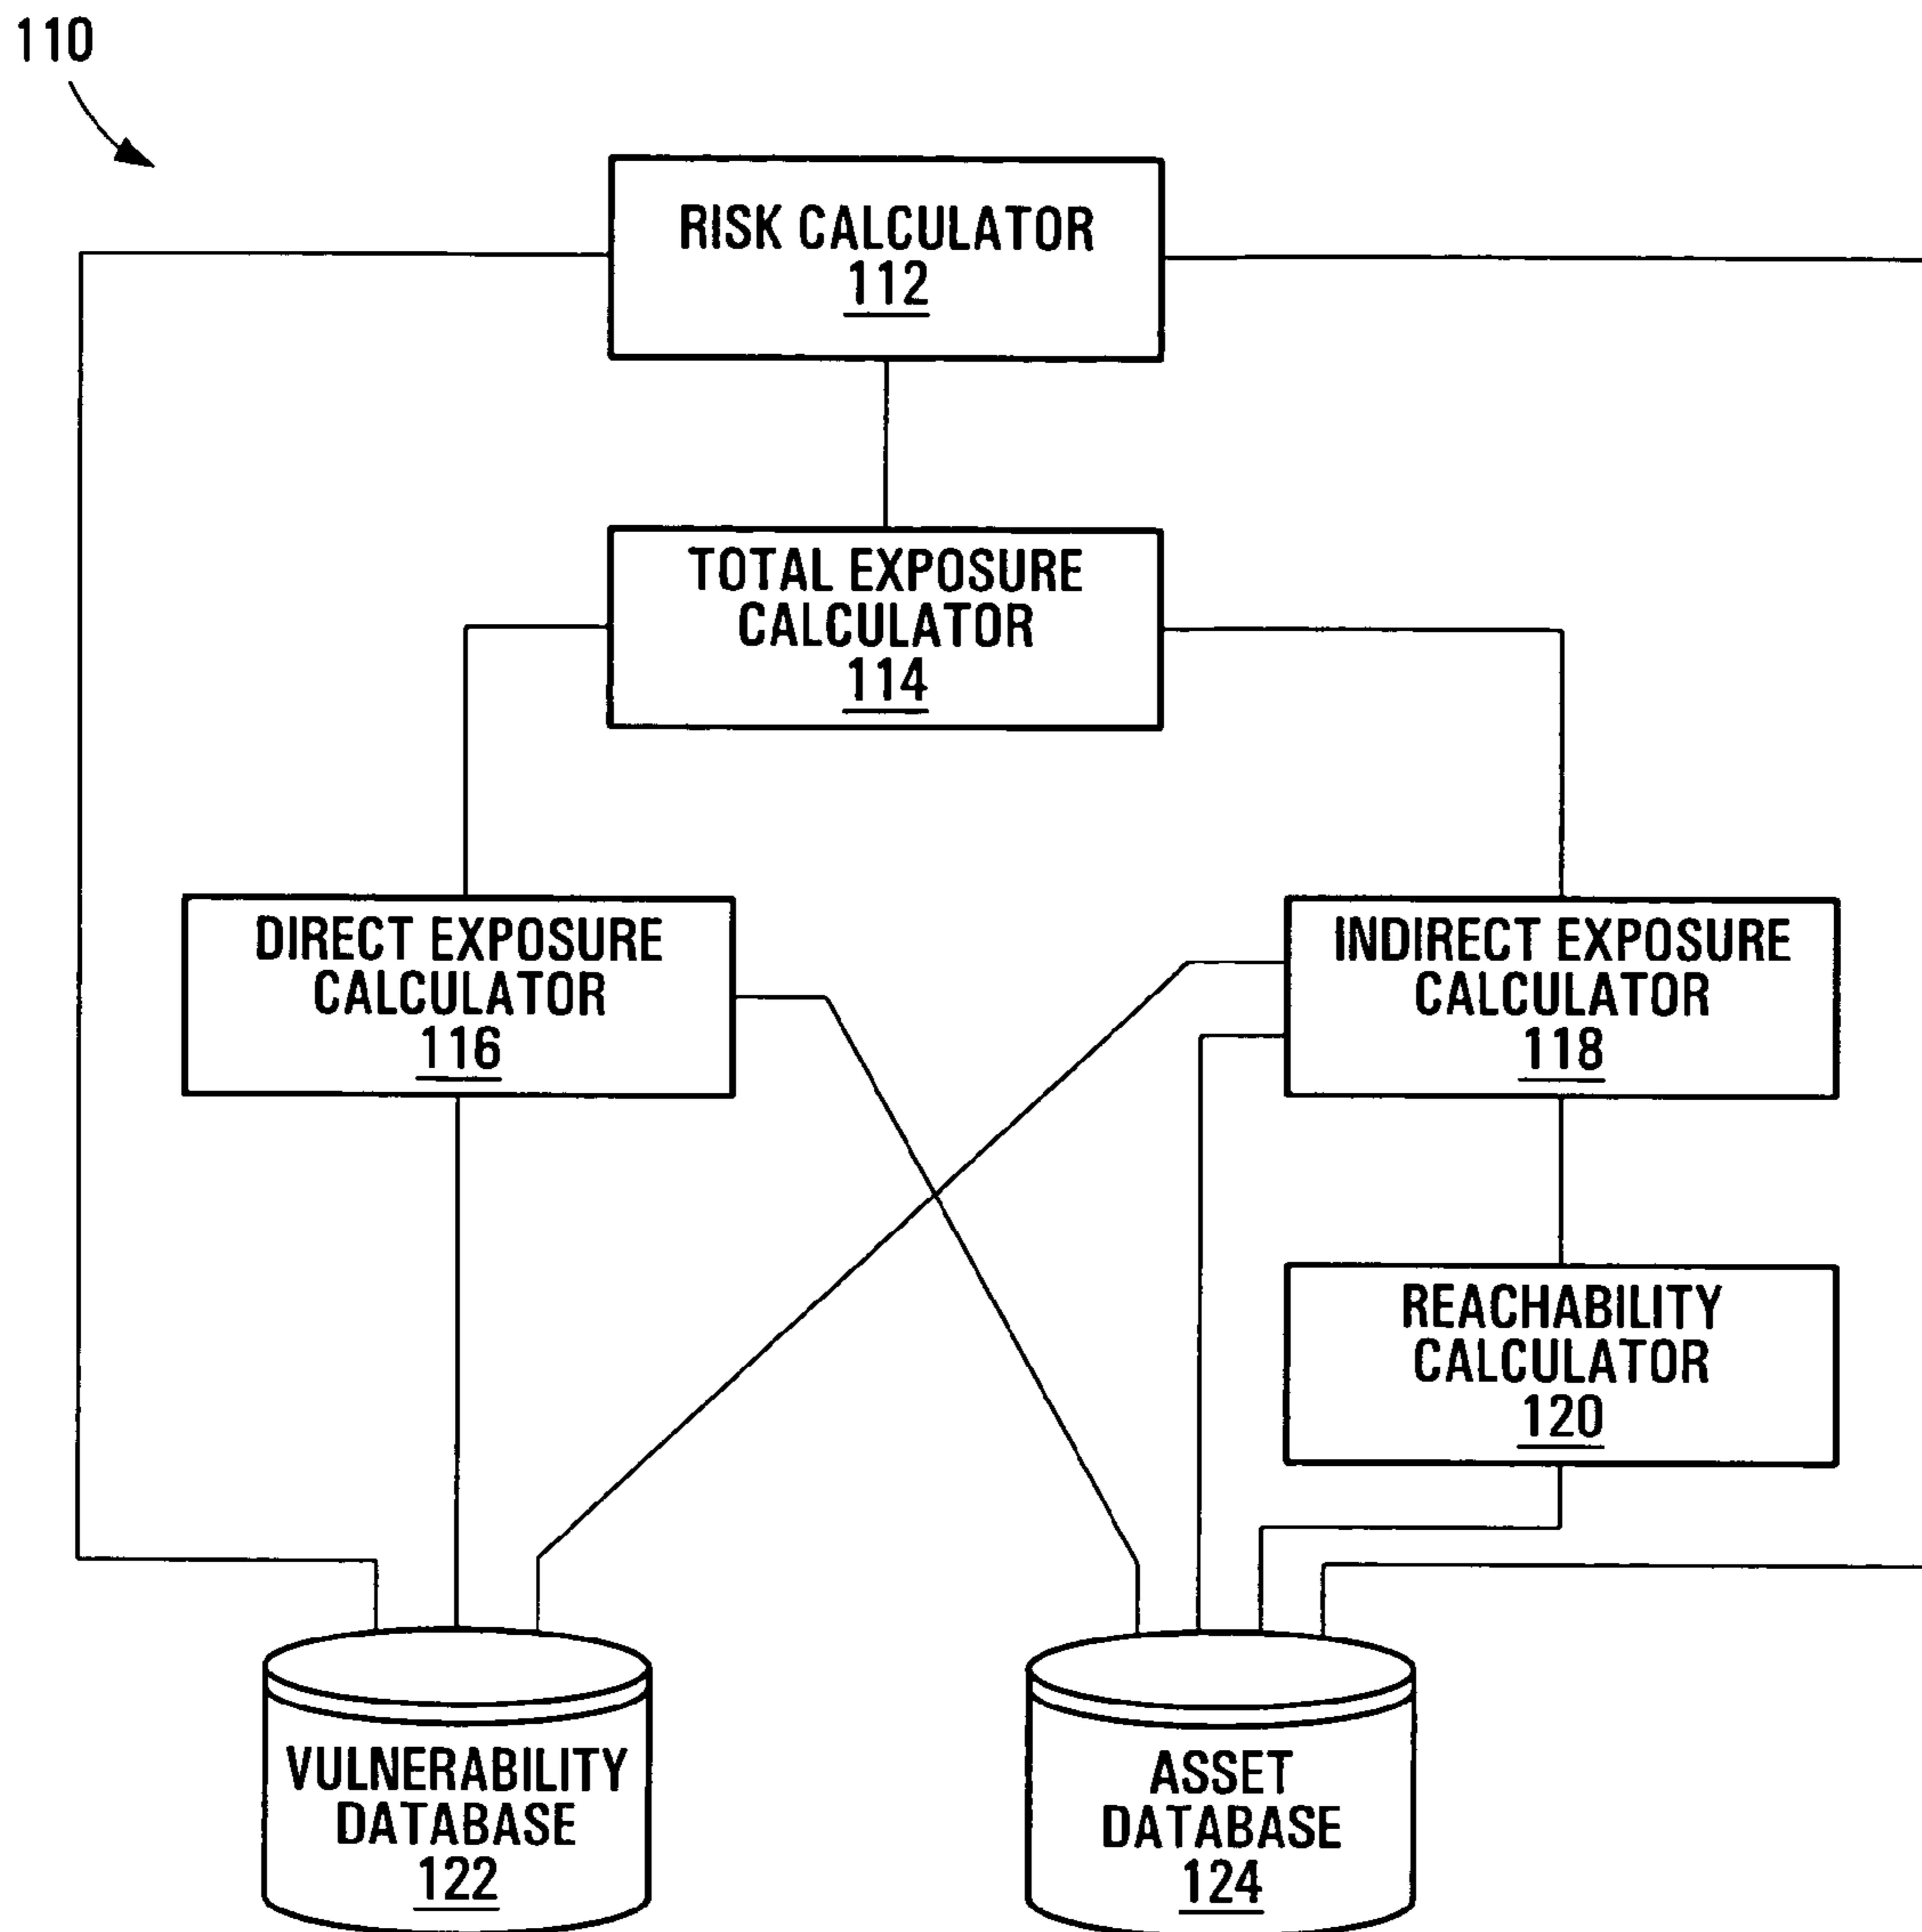 110
RISK CALCULATOR
112
TOTAL EXPOSURE
CALCULATOR
114
DIRECT EXPOSURE
CALCULATOR
116
INDIRECT EXPOSURE
CALCULATOR
118
REACHABILITY
CALCULATOR
120
VULNERABILITY
DATABASE
122
ASSET
DATABASE
124